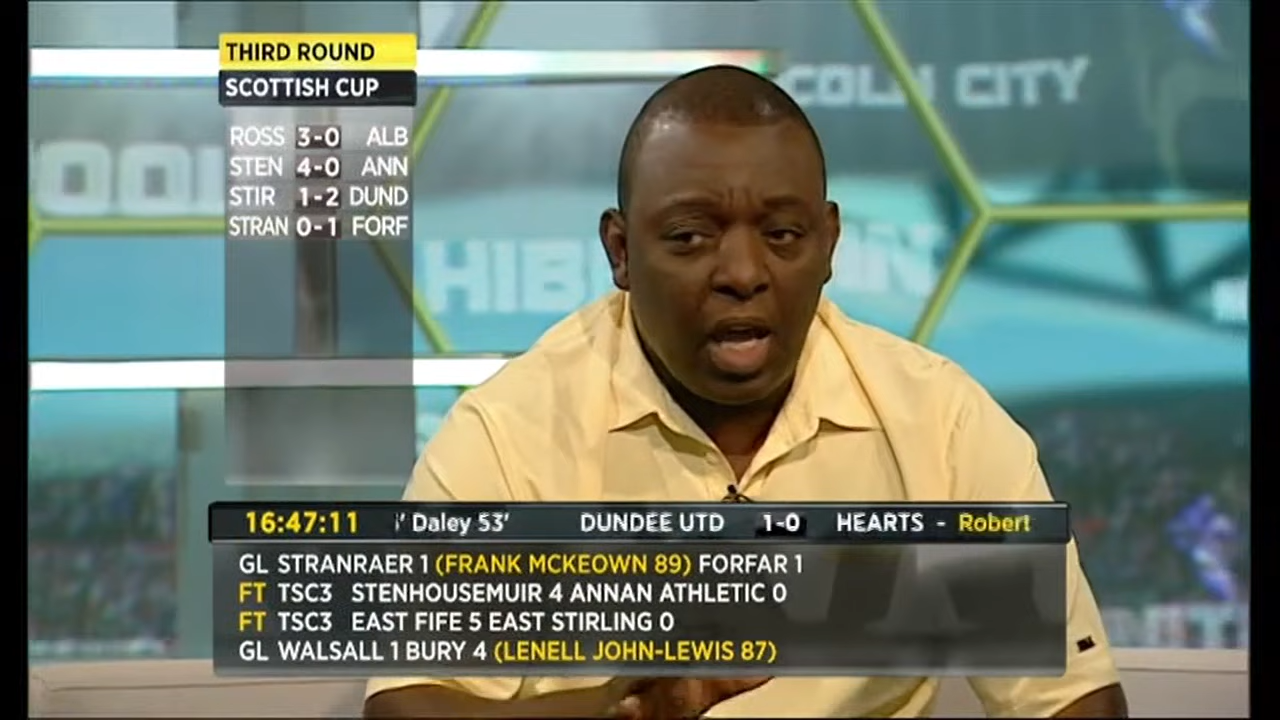 THIRD ROUND
SCOTTISH CUP
ROSS 3-0 ALB
STEN 4-0 ANN
STIR 1-2 DUND
STRAN 0-1 FORF
COLN CITY
HIB
16:47:11 ' Daley 53' DUNDEE UTD 1-0 HEARTS - Robert
GL STRANRAER 1 (FRANK MCKEOWN 89) FORFAR 1
FT TSC3 STENHOUSEMUIR 4 ANNAN ATHLETIC 0
FT TSC3 EAST FIFE 5 EAST STIRLING 0
GL WALSALL 1 BURY 4 (LENELL JOHN-LEWIS 87)